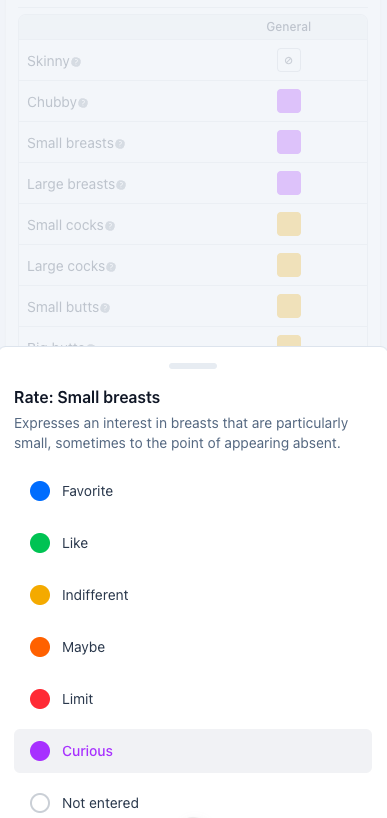 General
Skinny
Chubby
Small breasts
Large breasts
Small cocks
Large cocks
Small butts
Big butts
Rate: Small breasts
Expresses an interest in breasts that are particularly
small, sometimes to the point of appearing absent.
Favorite
Like
Indifferent
Maybe
Limit
Curious
Not entered